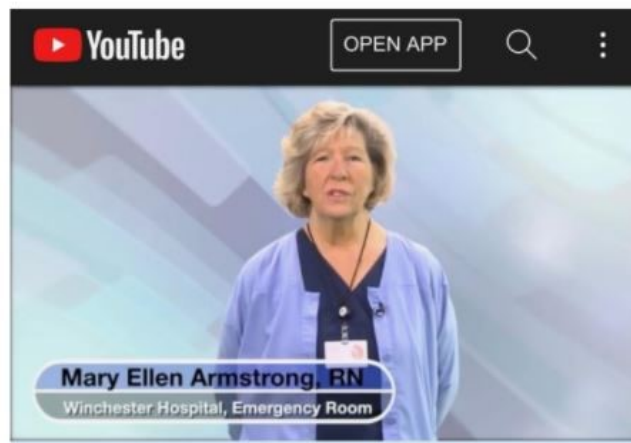 YouTube
OPEN APP
Mary Ellen Armstrong, RN
Winchester Hospital, Emergency Room